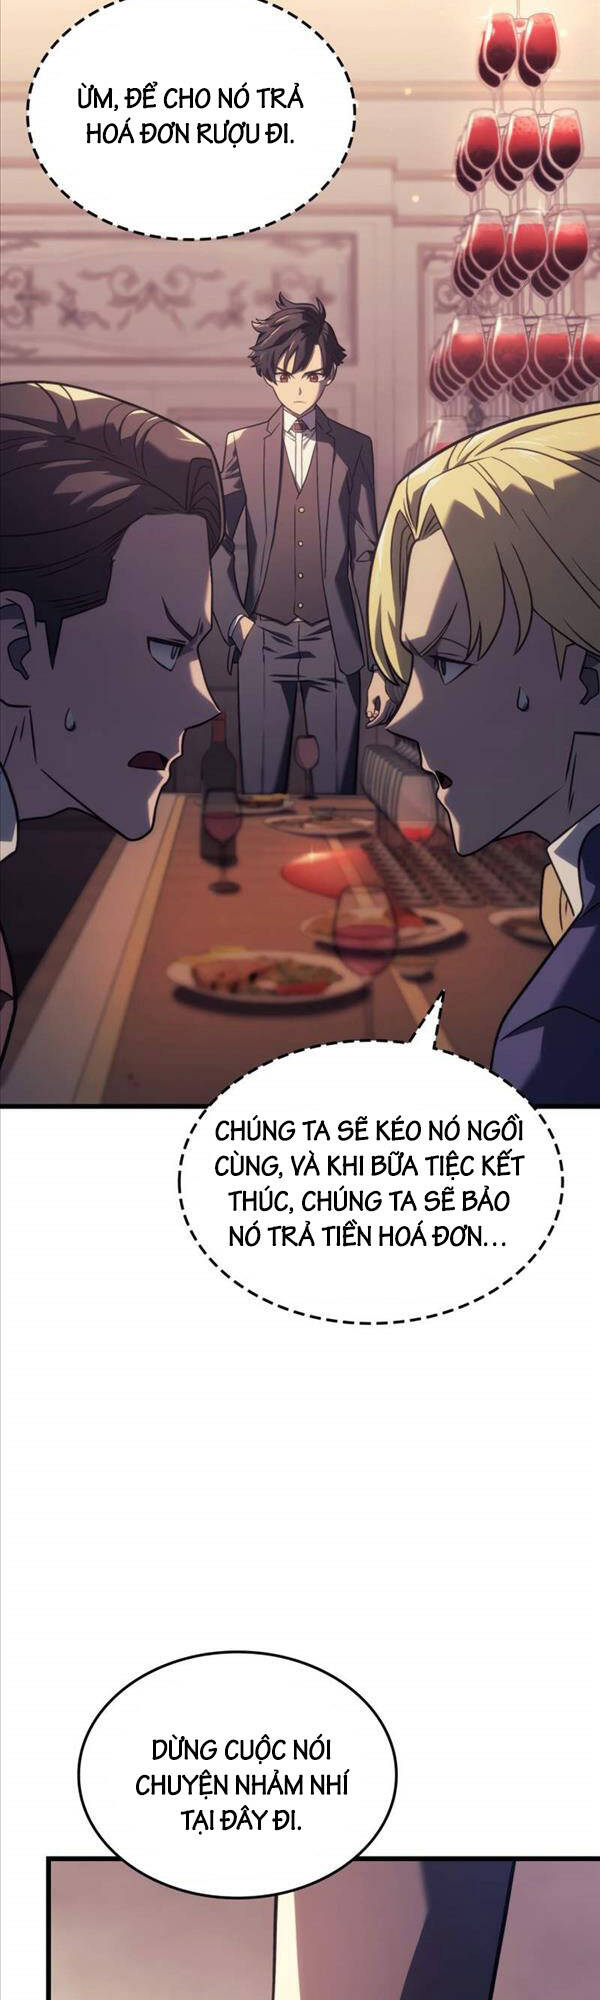 ỪM, ĐỂ CHO NÓ TRẢ
HOÁ ĐƠN RƯỢU ĐI.
CHÚNG TA SẼ KÉO NÓ NGỒI
CÙNG, VÀ KHI BỮA TIỆC KẾT
THÚC, CHÚNG TA SẼ BẢO
NÓ TRẢ TIỀN HOÁ ĐƠN...
DỪNG CUỘC NÓI
CHUYỆN NHẢM NHÍ
TẠI ĐÂY ĐI.